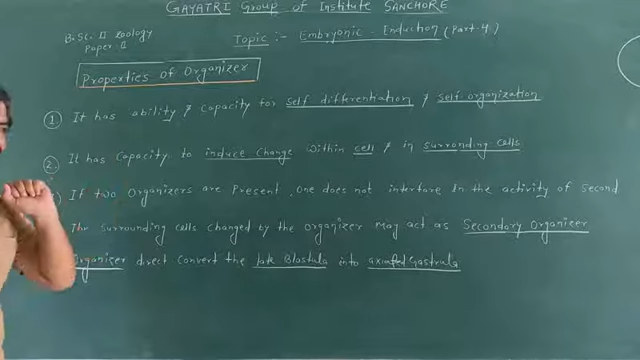 GAYATRI Group of Institute SANCHORE
B.Sc. II Zoology
Paper-II
Topic :- Embryonic Induction (Part-4)
Properties of Organizer
① It has ability & Capacity for Self differentiation & Self organization
② It has Capacity to induce change within cell & in surronding cells
If two Organizers are Present, One does not interfare in the activity of Second
The Surrounding cells changed by the Organizer May act as Secondary Organizer
Organizer direct Convert the late Blastula into axiated Gastrula